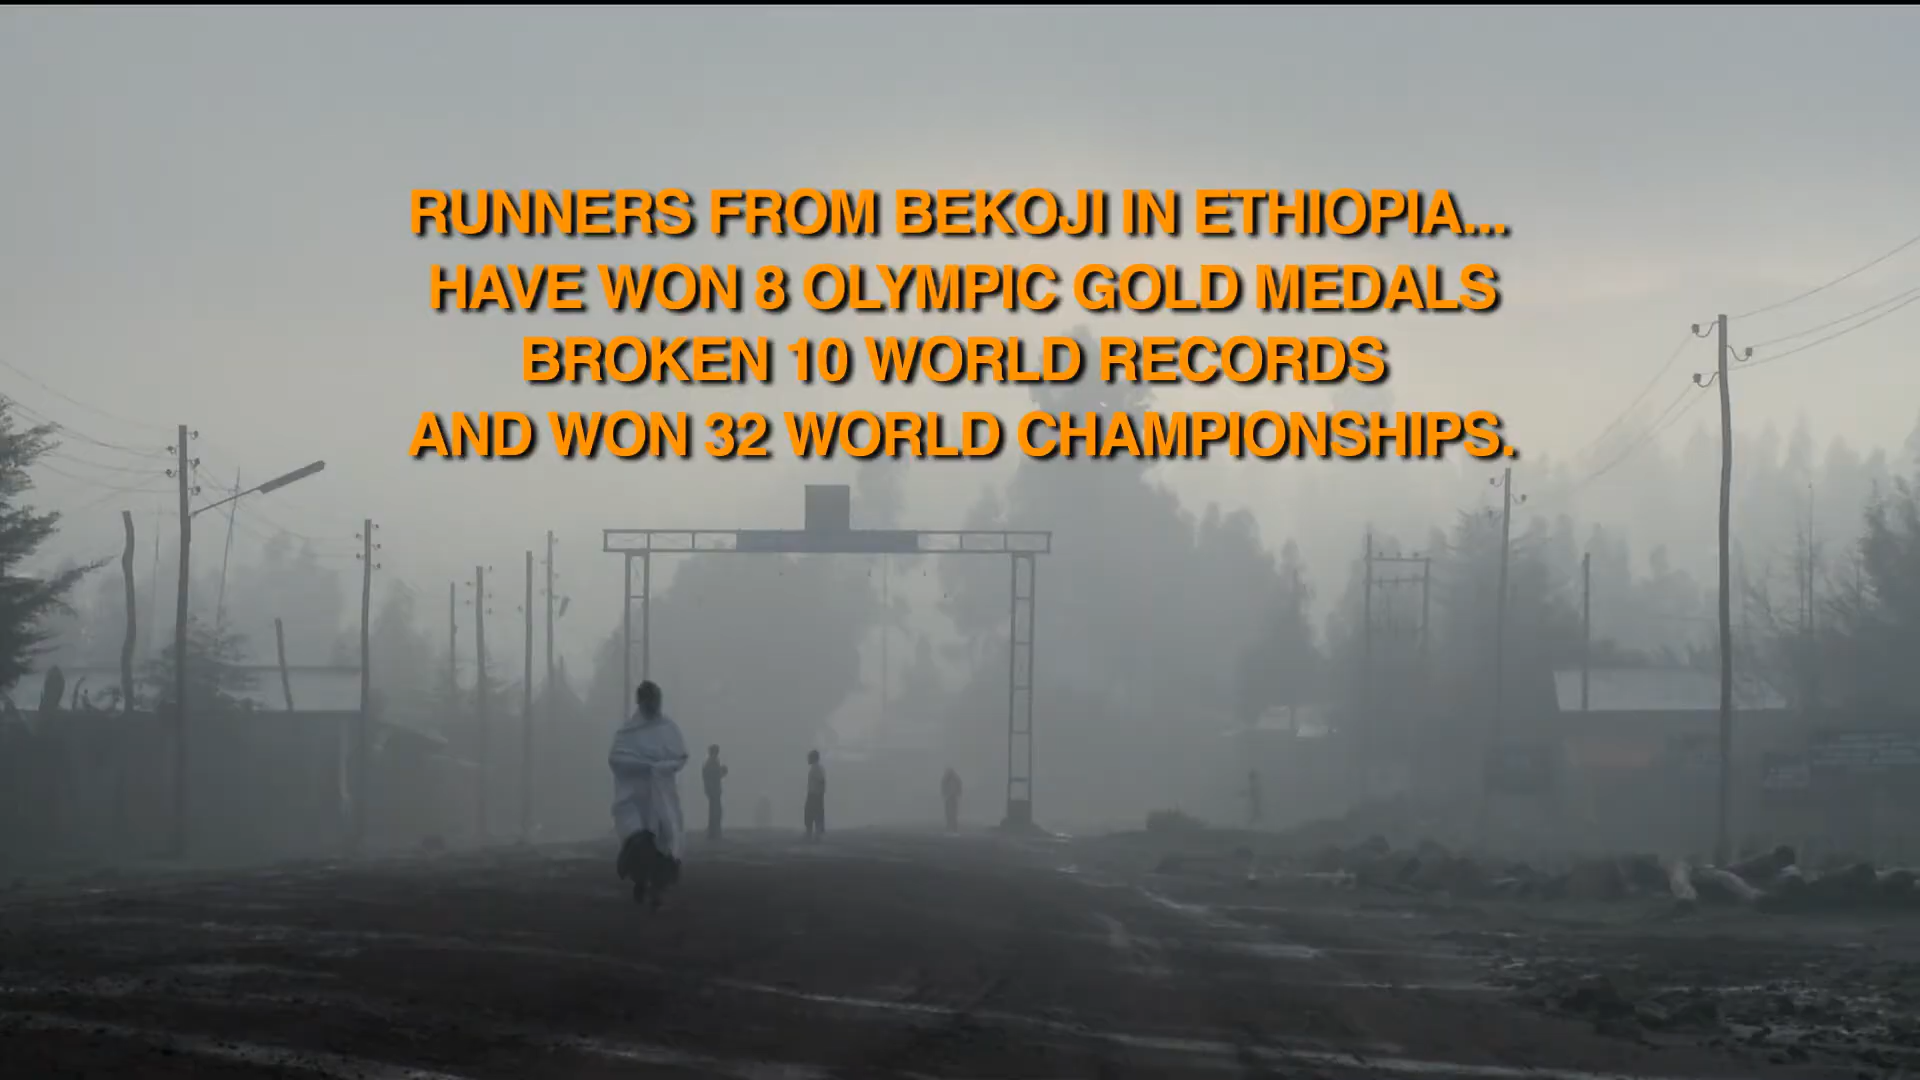 RUNNERS FROM BEKOJI IN ETHIOPIA...
HAVE WON 8 OLYMPIC GOLD MEDALS
BROKEN 10 WORLD RECORDS
AND WON 32 WORLD CHAMPIONSHIPS.